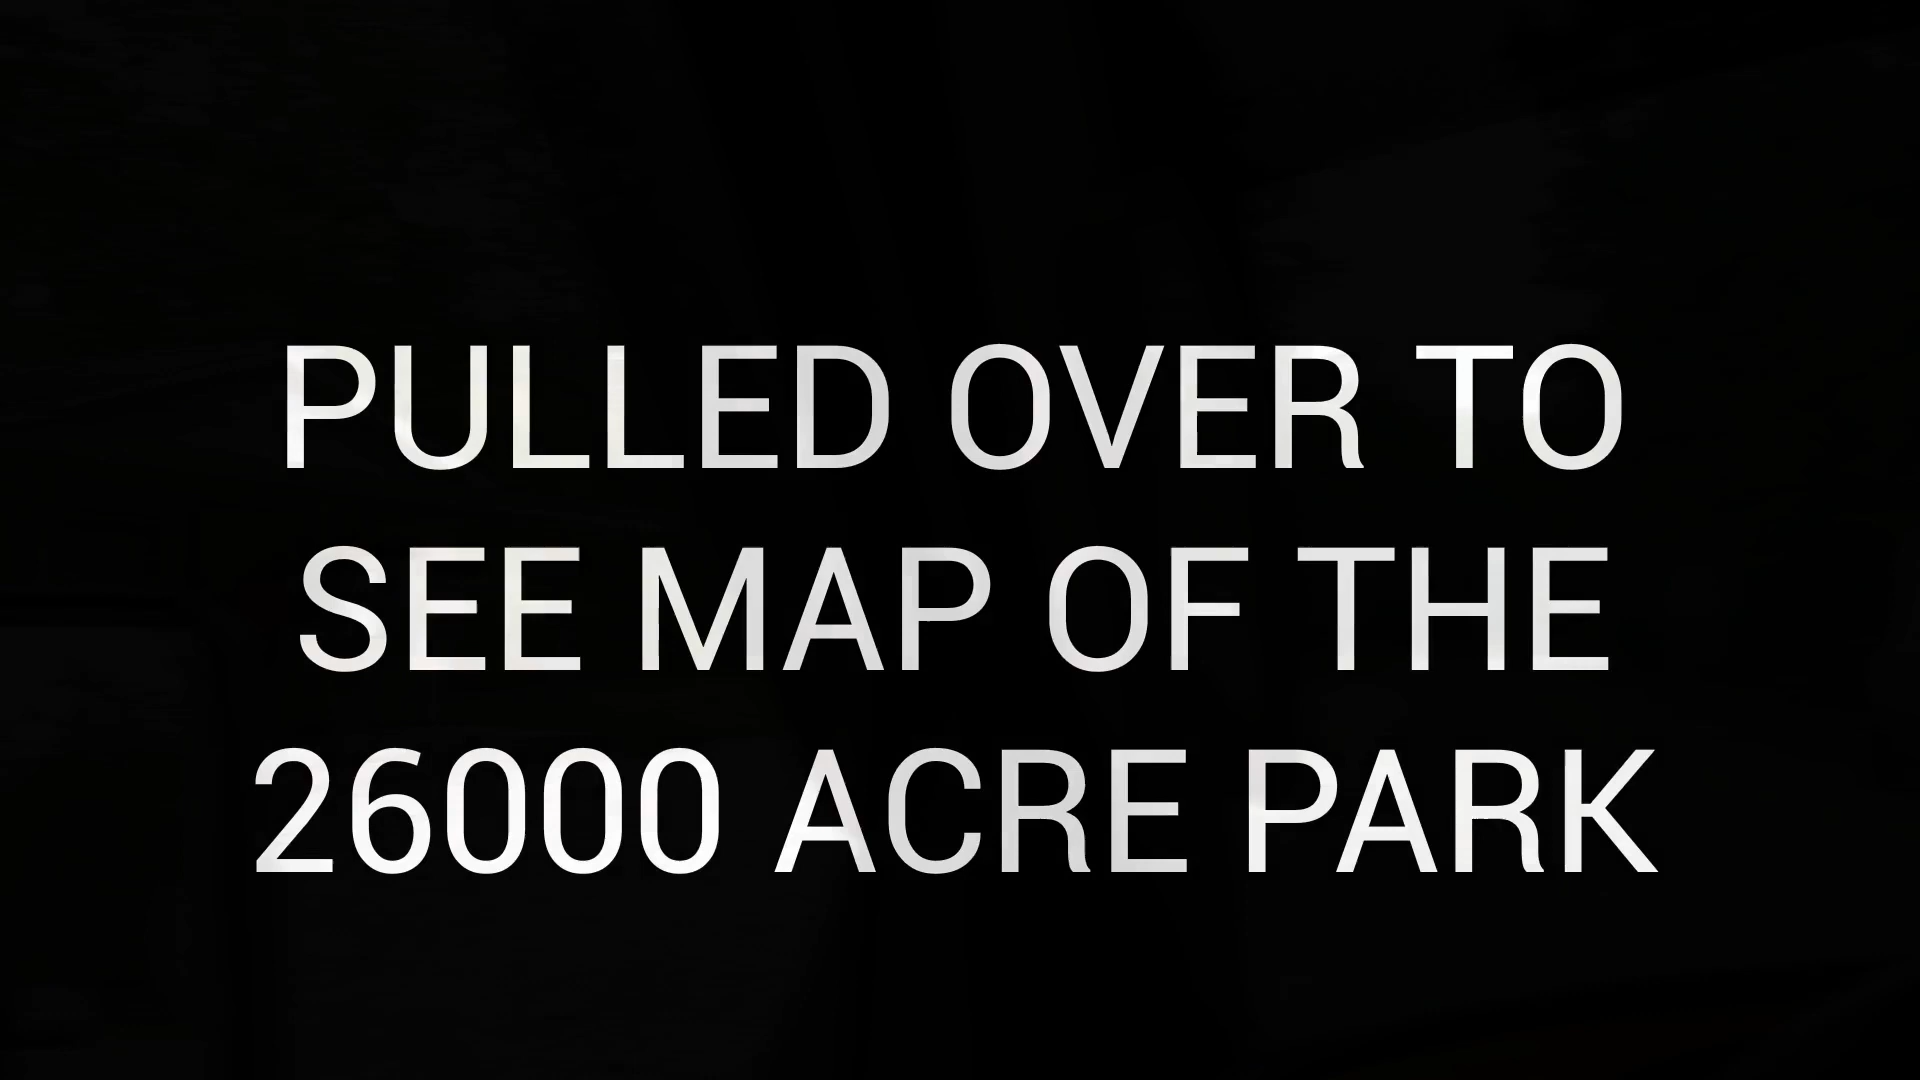 PULLED OVER TO
SEE MAP OF THE
26000 ACRE PARK